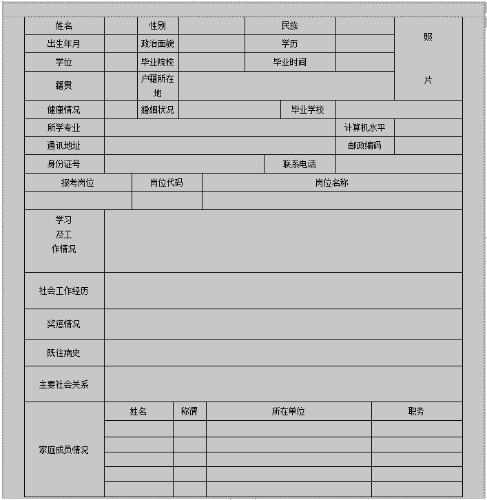 姓名 性别 民族 照
出生年月 政治面貌 学历
学位 毕业院校 毕业时间
籍贯 户籍所在 片
地
健康情况 婚姻状况 毕业学校
所学专业 计算机水平
通讯地址 邮政编码
身份证号 联系电话
报考岗位 岗位代码 岗位名称
学习
及工
作情况
社会工作经历
奖惩情况
既往病史
主要社会关系
家庭成员情况 姓名 称谓 所在单位 职务